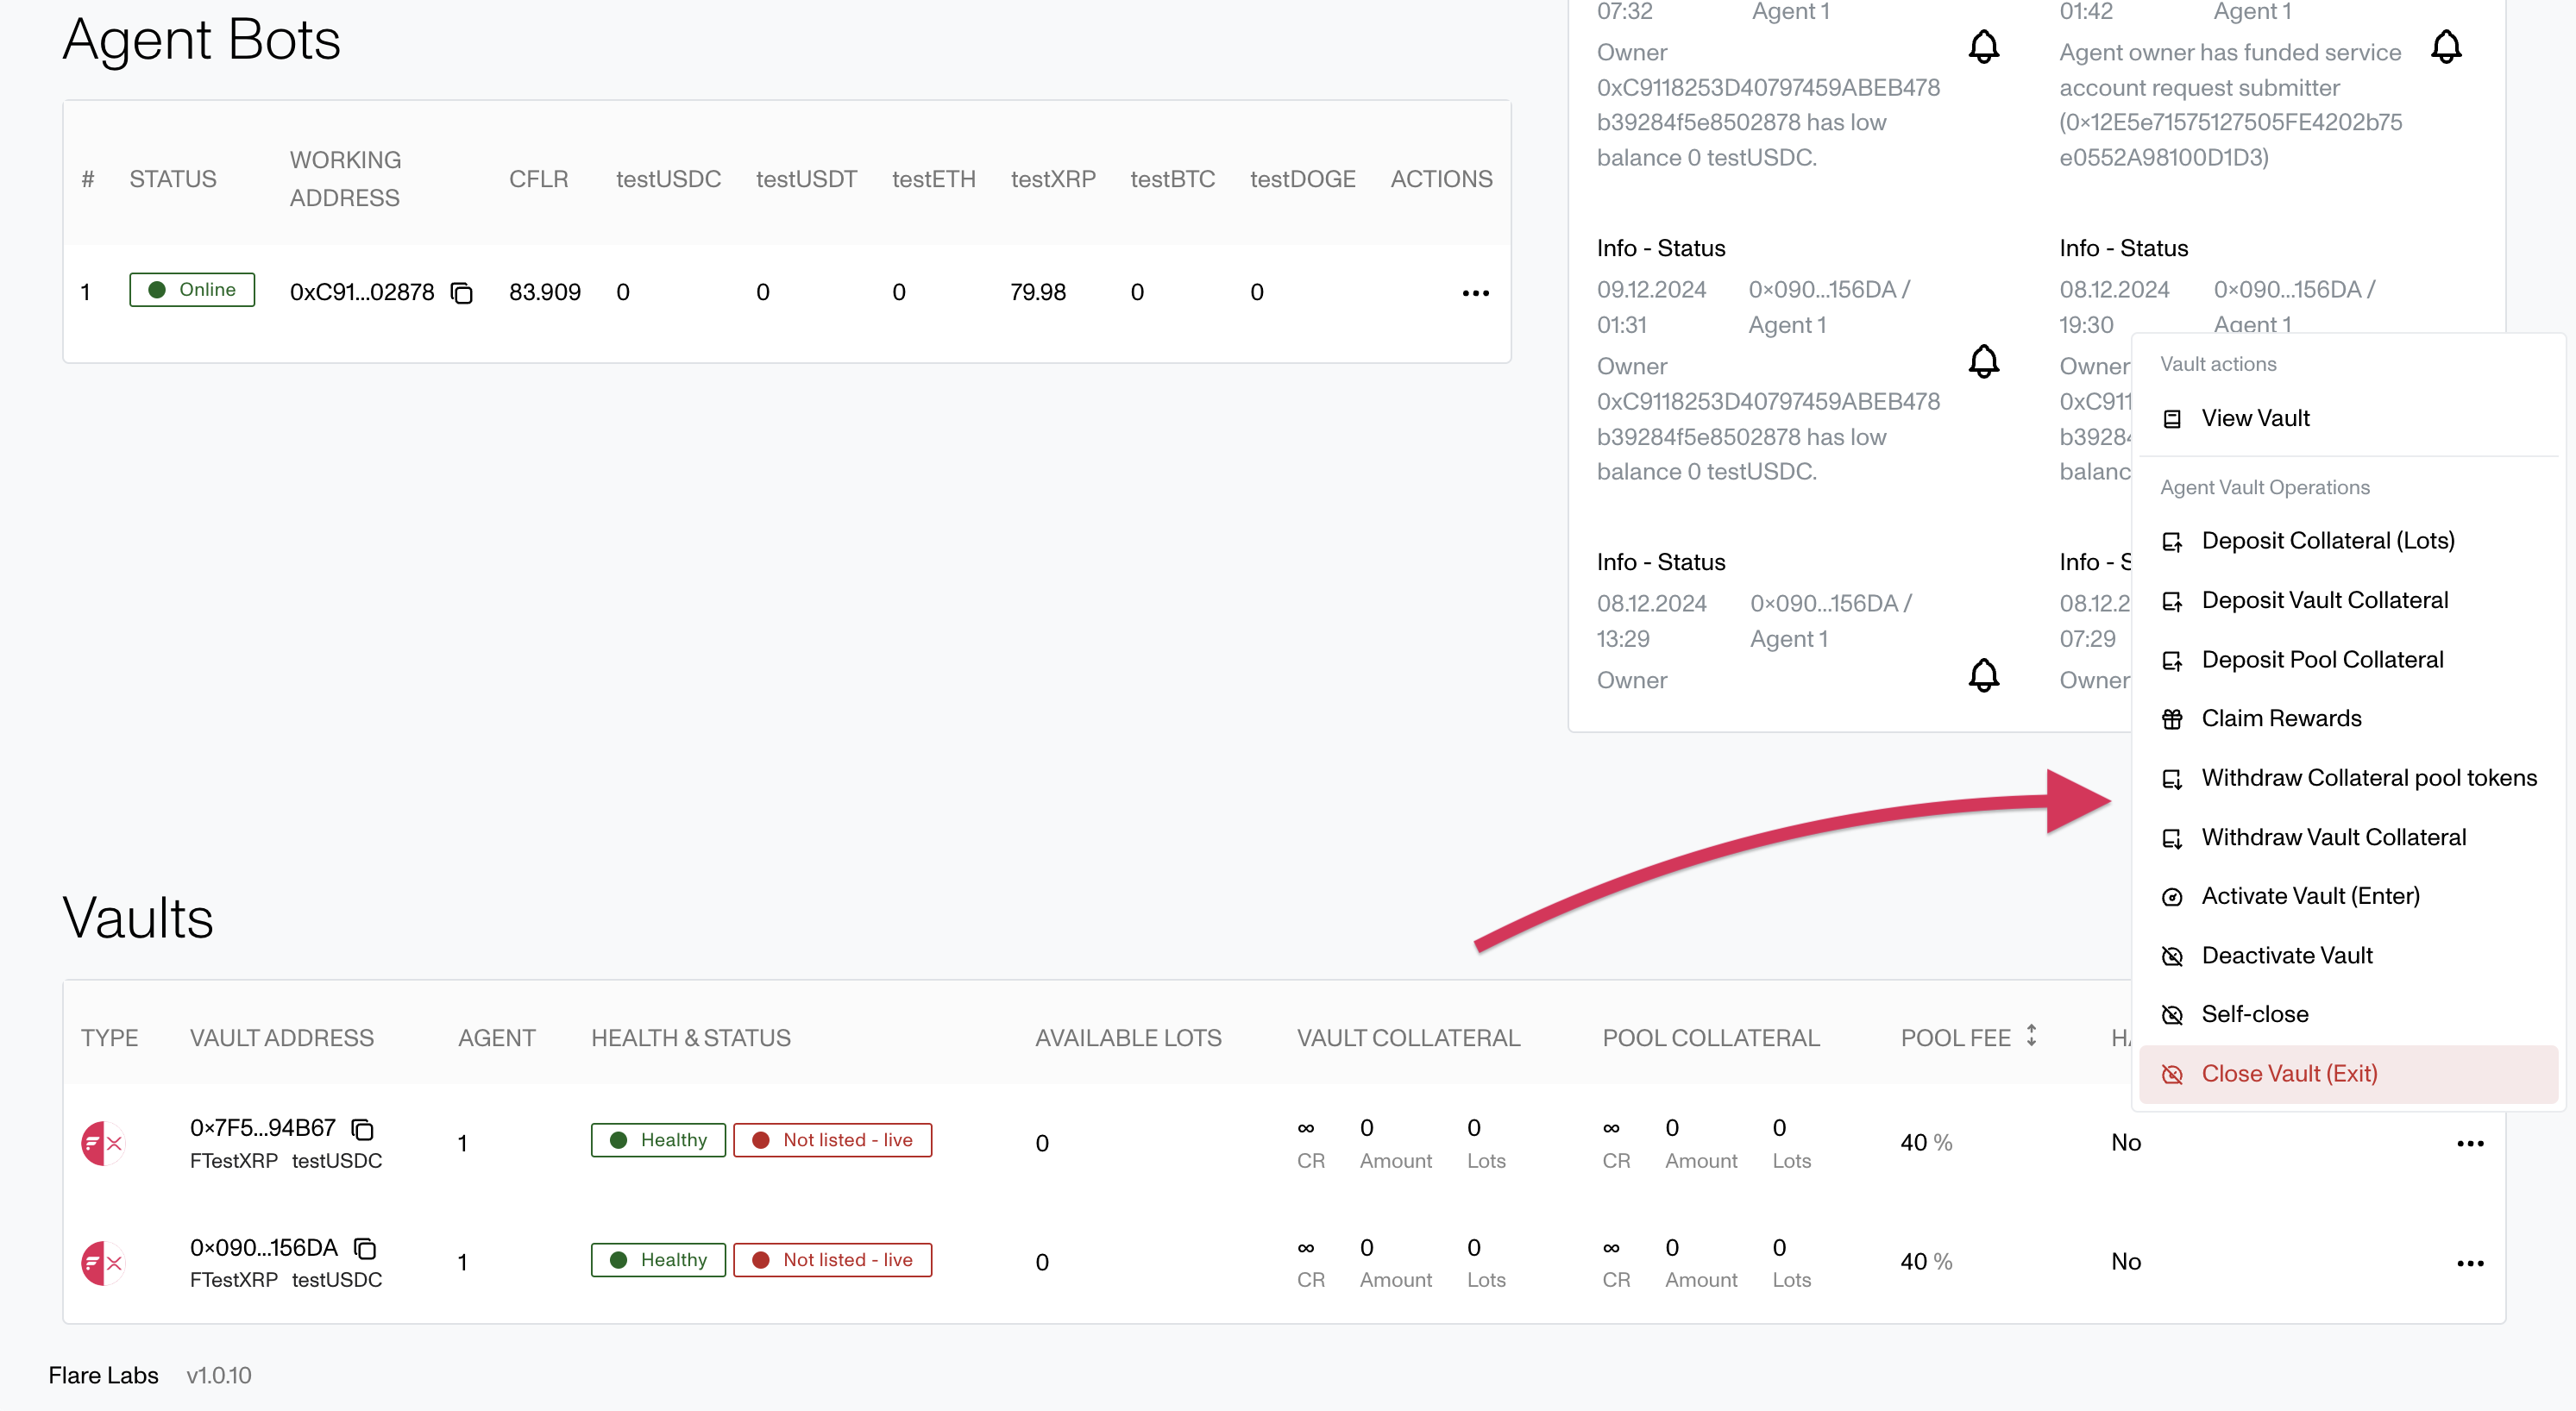 Agent Bots
# STATUS WORKING ADDRESS CFLR testUSDC testUSDT testETH testXRP testBTC testDOGE ACTIONS
1 Online 0xC91...02878 83.909 0 0 0 79.98 0 0
07:32 Agent 1
Owner
0xC9118253D40797459ABEB478
b39284f5e8502878 has low
balance 0 testUSDC.
01:42 Agent 1
Agent owner has funded service
account request submitter
(0×12E5e71575127505FE4202b75
e0552A98100D1D3)
Info - Status
09.12.2024 0×090...156DA /
01:31 Agent 1
Owner
0xC9118253D40797459ABEB478
b39284f5e8502878 has low
balance 0 testUSDC.
Info - Status
08.12.2024 0×090...156DA /
19:30 Agent 1
Owner
0xC911
b3928
balanc
Info - Status
08.12.2024 0×090...156DA /
13:29 Agent 1
Owner
Info - S
08.12.2
07:29
Owner
Vault actions
View Vault
Agent Vault Operations
Deposit Collateral (Lots)
Deposit Vault Collateral
Deposit Pool Collateral
Claim Rewards
Withdraw Collateral pool tokens
Withdraw Vault Collateral
Activate Vault (Enter)
Deactivate Vault
Self-close
Close Vault (Exit)
Vaults
TYPE VAULT ADDRESS AGENT HEALTH & STATUS AVAILABLE LOTS VAULT COLLATERAL POOL COLLATERAL POOL FEE
0×7F5...94B67 1 Healthy Not listed - live 0 ∞ 0 0 ∞ 0 0 40 % No
FTestXRP testUSDC CR Amount Lots CR Amount Lots
0×090...156DA 1 Healthy Not listed - live 0 ∞ 0 0 ∞ 0 0 40 % No
FTestXRP testUSDC CR Amount Lots CR Amount Lots
Flare Labs v1.0.10